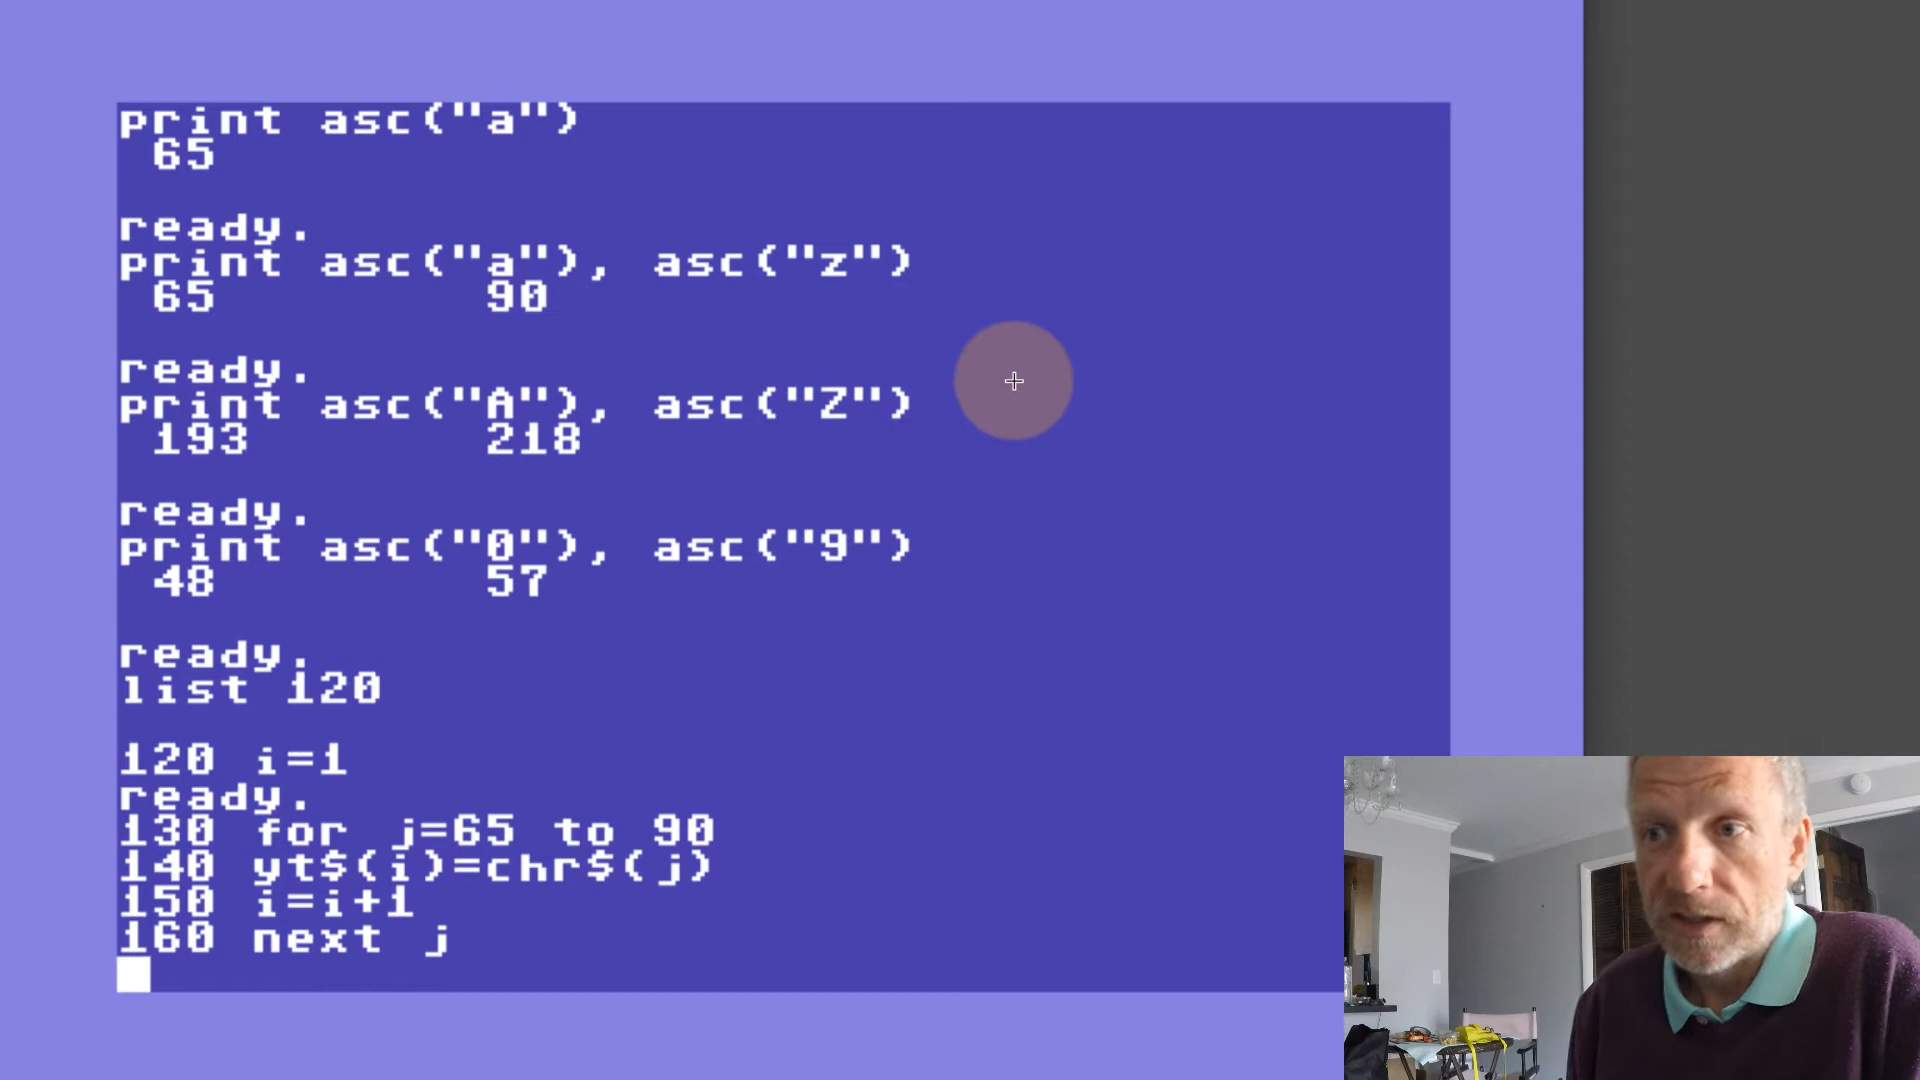 print asc("a")
 65
ready.
print asc("a"), asc("z")
 65        90
ready.
print asc("A"), asc("Z")
 193       218
ready.
print asc("0"), asc("9")
 48        57
ready.
list 120
120 i=1
ready.
130 for j=65 to 90
140 yt$(i)=chr$(j)
150 i=i+1
160 next j